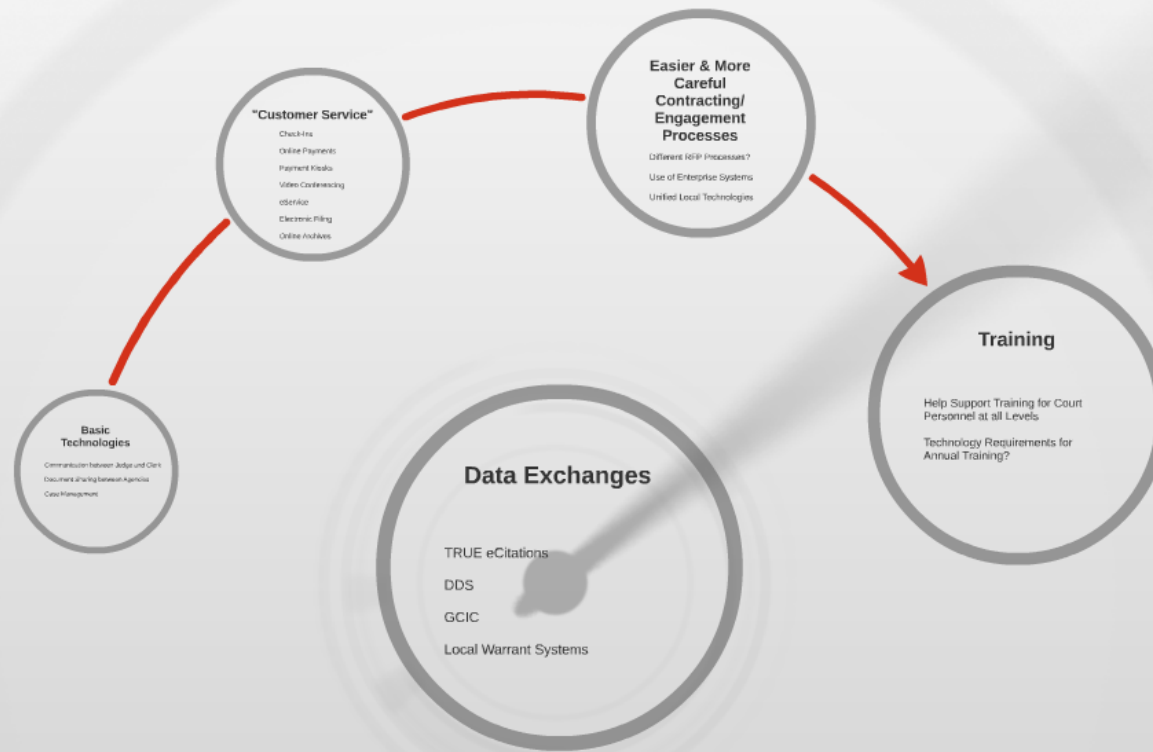 Basic
Technologies
Communication between Judge and Clerk
Document sharing between Agencies
Case Management
"Customer Service"
Check-Ins
Online Payments
Payment Kiosks
Video Conferencing
eService
Electronic Filing
Online Archives
Easier & More
Careful
Contracting/
Engagement
Processes
Different RFP Processes?
Use of Enterprise Systems
Unified Local Technologies
Training
Help Support Training for Court
Personnel at all Levels
Technology Requirements for
Annual Training?
Data Exchanges
TRUE eCitations
DDS
GCIC
Local Warrant Systems